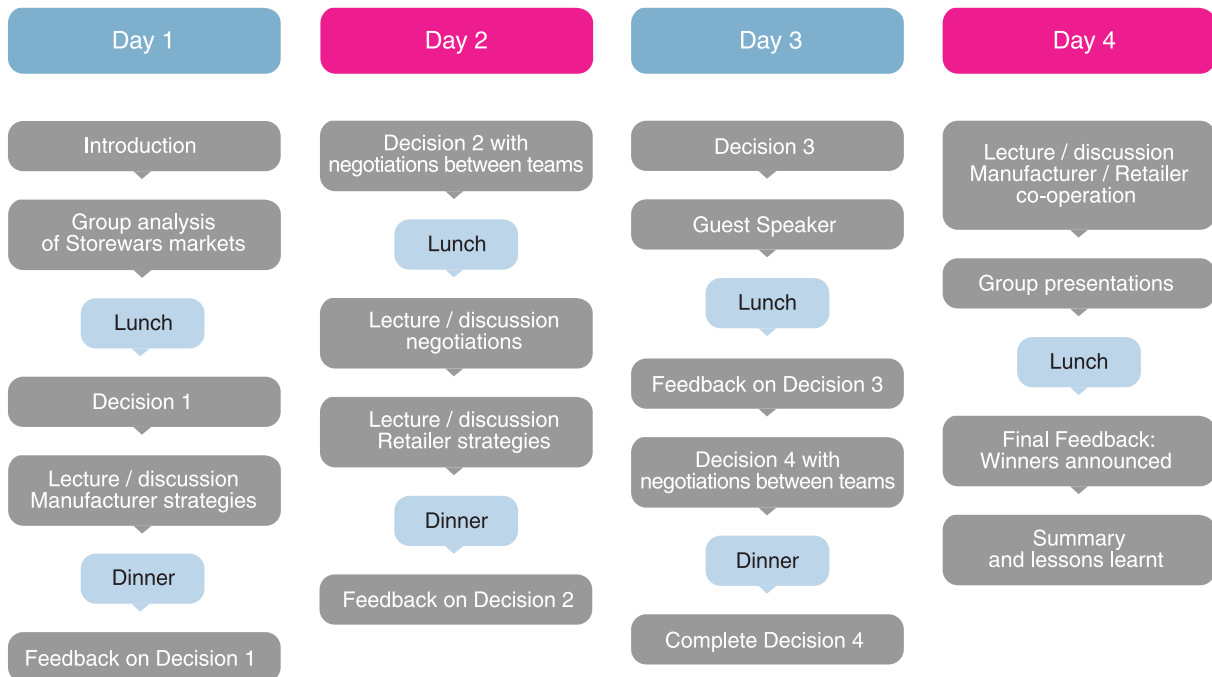 Day 1
Introduction
Group analysis
of Storewars markets
Lunch
Decision 1
Lecture / discussion
Manufacturer strategies
Dinner
Feedback on Decision 1
Day 2
Decision 2 with
negotiations between teams
Lunch
Lecture / discussion
negotiations
Lecture / discussion
Retailer strategies
Dinner
Feedback on Decision 2
Day 3
Decision 3
Guest Speaker
Lunch
Feedback on Decision 3
Decision 4 with
negotiations between teams
Dinner
Complete Decision 4
Day 4
Lecture / discussion
Manufacturer / Retailer
co-operation
Group presentations
Lunch
Final Feedback:
Winners announced
Summary
and lessons learnt